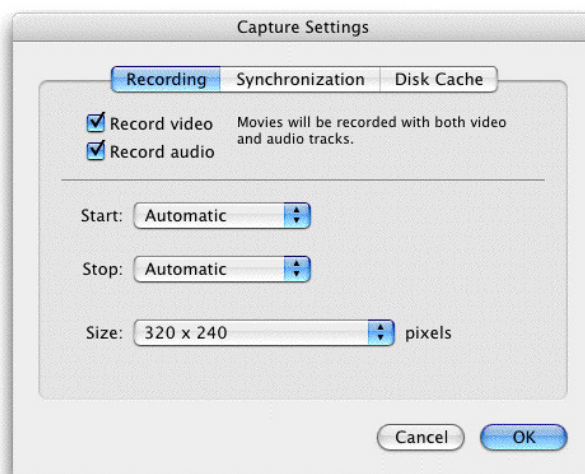 Capture Settings
Recording Synchronization Disk Cache
Record video
Record audio
Movies will be recorded with both video
and audio tracks.
Start: Automatic
Stop: Automatic
Size: 320 x 240 pixels
Cancel OK